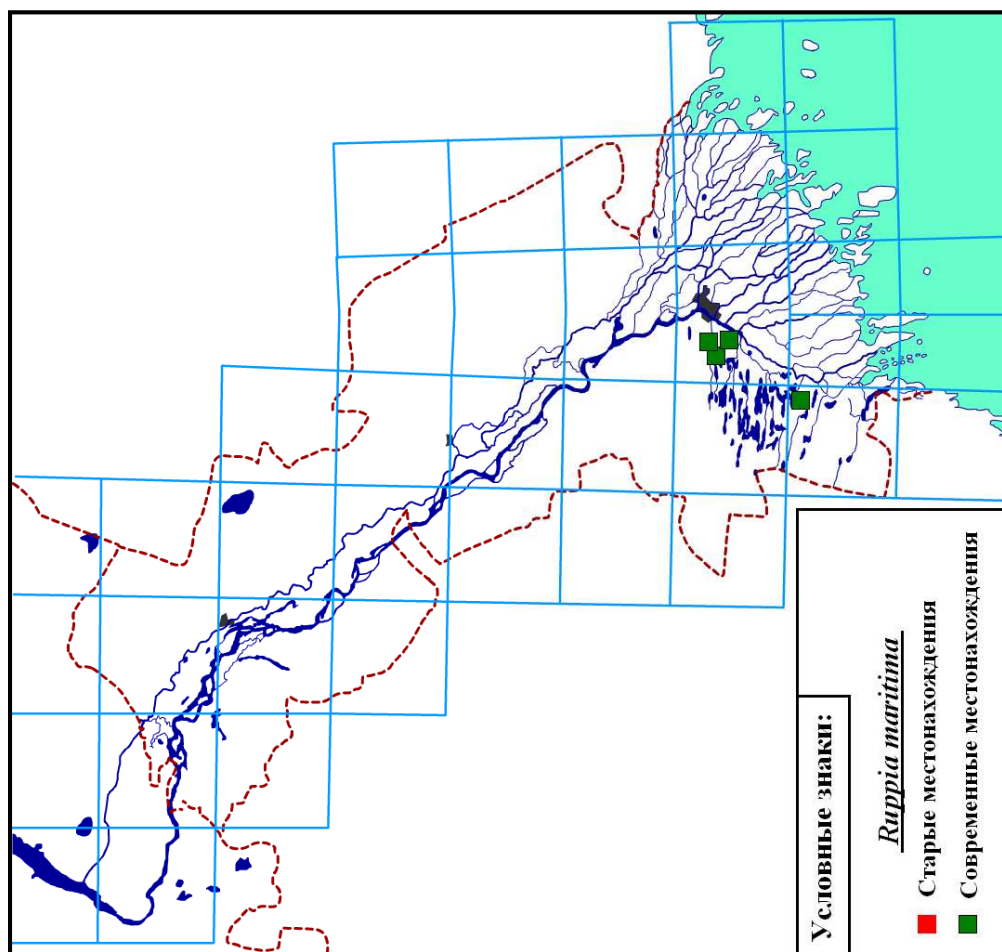 Условные знаки:
Ruppia maritima
Старые местонахождения
Современные местонахождения